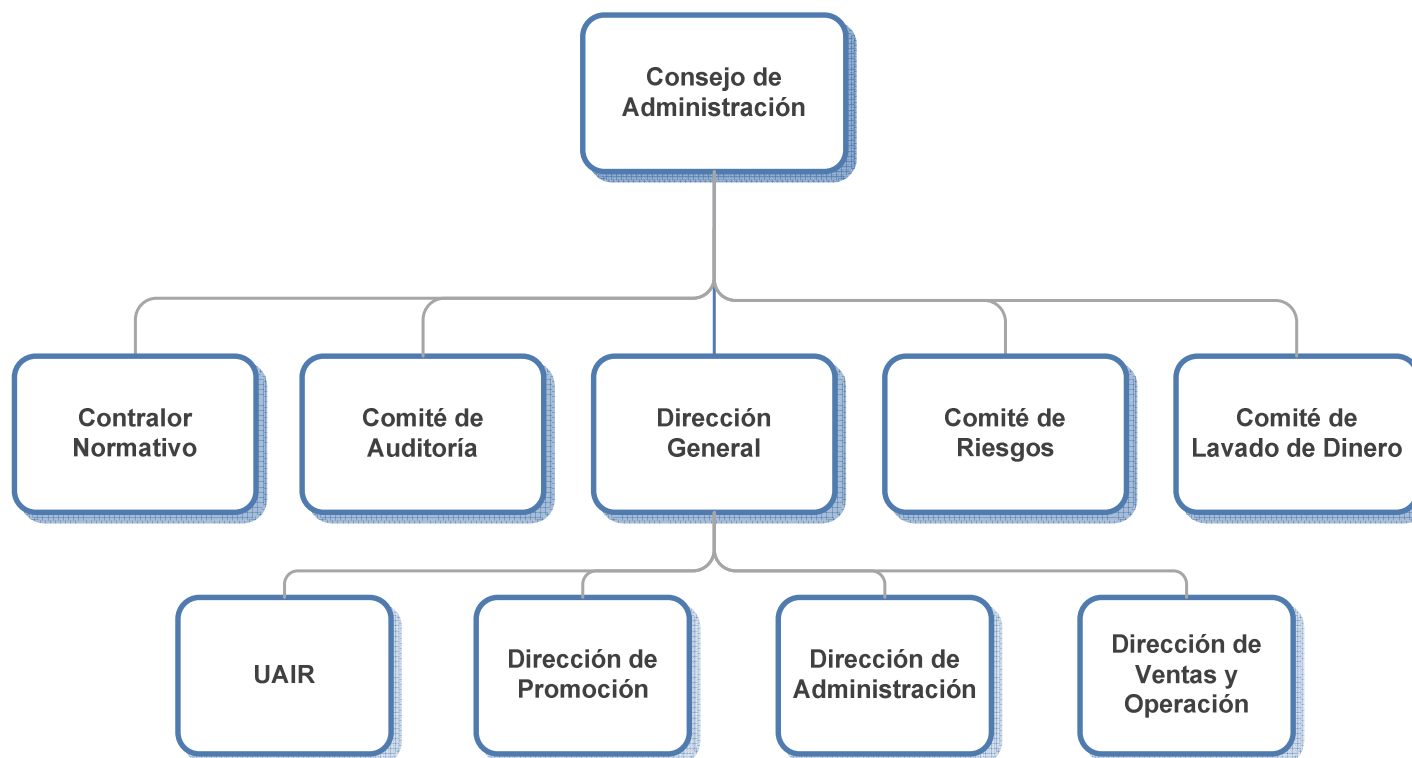 Consejo de
Administración
Contralor
Normativo
Comité de
Auditoría
Dirección
General
Comité de
Riesgos
Comité de
Lavado de Dinero
UAIR
Dirección de
Promoción
Dirección de
Administración
Dirección de
Ventas y
Operación